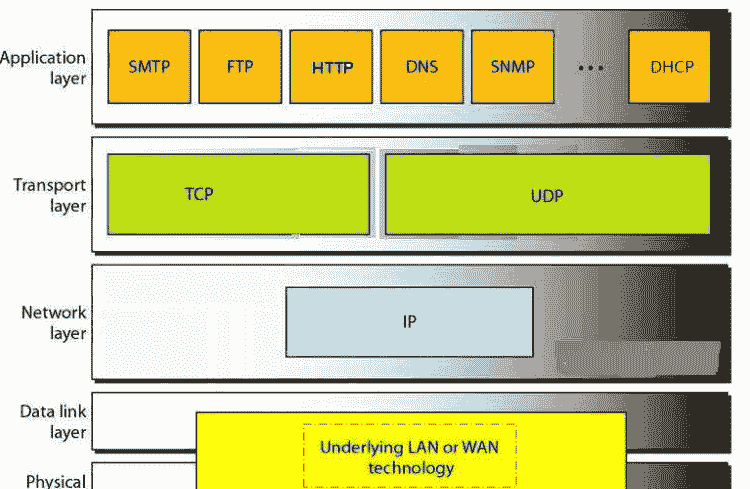 Application
layer
SMTP
FTP
HTTP
DNS
SNMP
...
DHCP
Transport
layer
TCP
UDP
Network
layer
IP
Data link
layer
Underlying LAN or WAN
technology
Physical